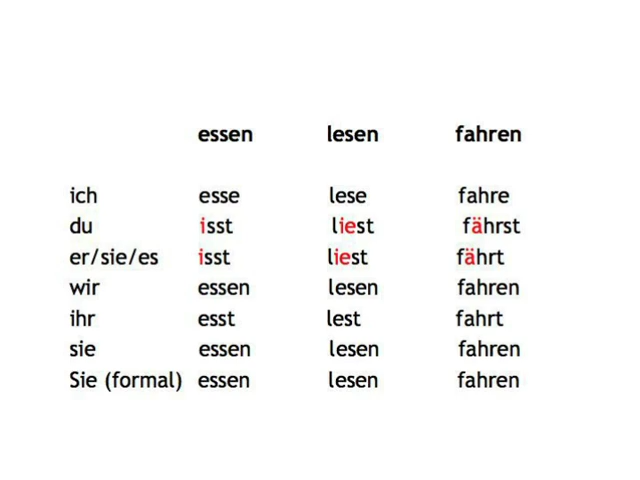 essen lesen fahren
ich esse lese fahre
du isst liest fährst
er/sie/es isst liest fährt
wir essen lesen fahren
ihr esst lest fahrt
sie essen lesen fahren
Sie (formal) essen lesen fahren